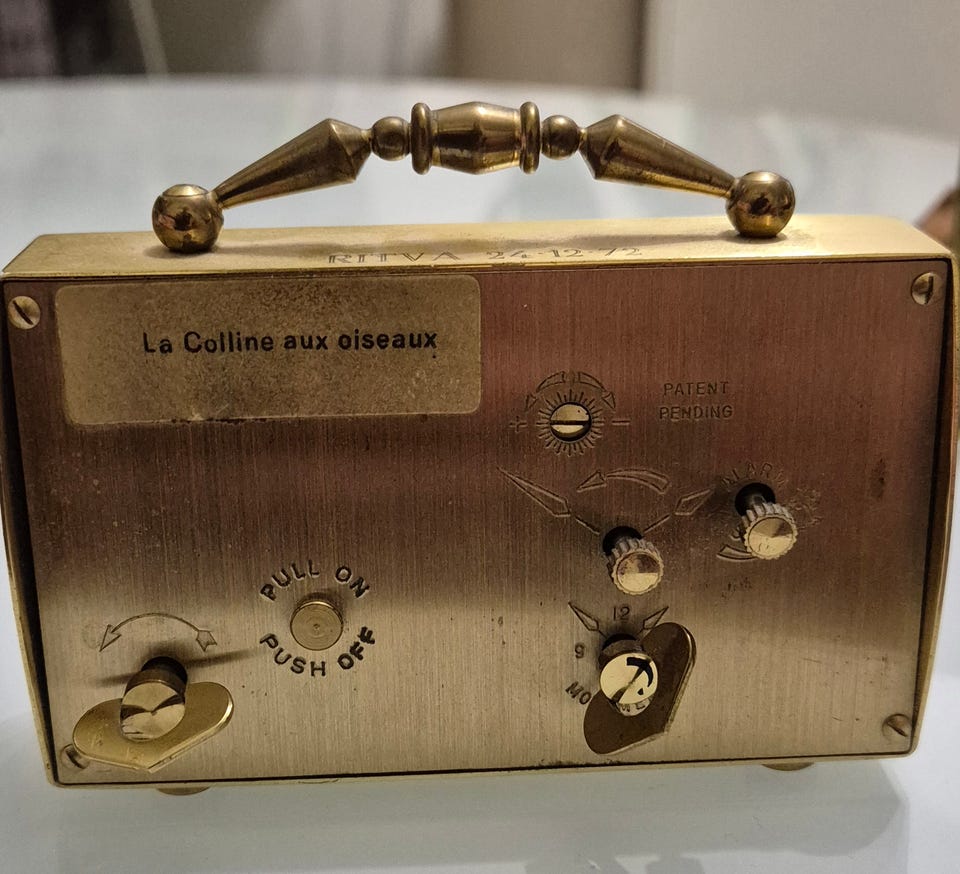 RITVA 24·12·72
La Colline aux oiseaux
+ −
PATENT
PENDING
PULL ON
PUSH OFF
12
9